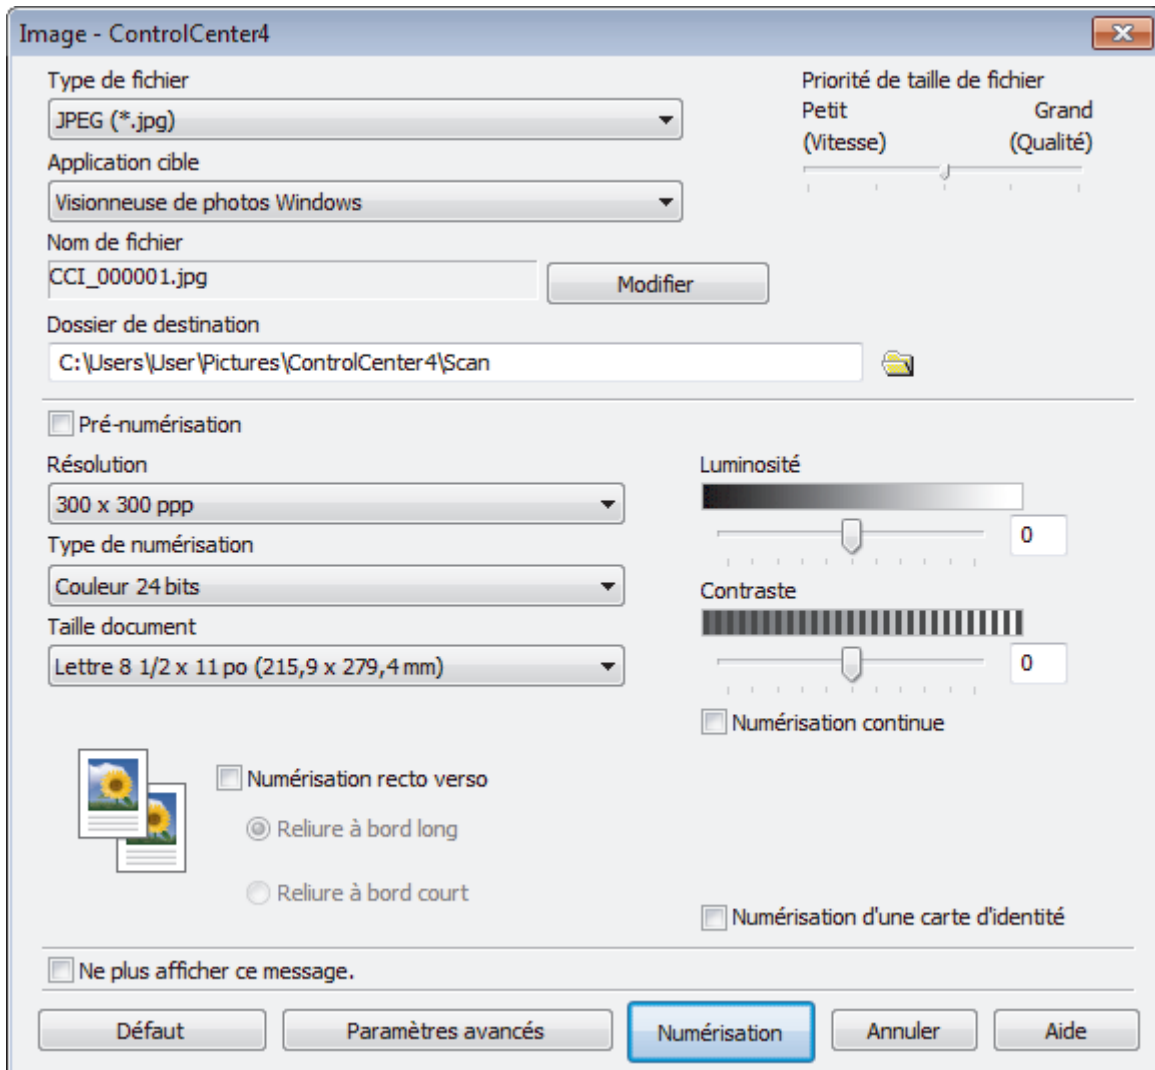 Image - ControlCenter4
Type de fichier
JPEG (*.jpg)
Application cible
Visionneuse de photos Windows
Nom de fichier
CCI_000001.jpg
Modifier
Dossier de destination
C:\Users\User\Pictures\ControlCenter4\Scan
Priorité de taille de fichier
Petit Grand
(Vitesse) (Qualité)
Pré-numérisation
Résolution
300 x 300 ppp
Type de numérisation
Couleur 24 bits
Taille document
Lettre 8 1/2 x 11 po (215,9 x 279,4 mm)
Luminosité
0
Contraste
0
Numérisation continue
Numérisation recto verso
Reliure à bord long
Reliure à bord court
Numérisation d'une carte d'identité
Ne plus afficher ce message.
Défaut Paramètres avancés Numérisation Annuler Aide